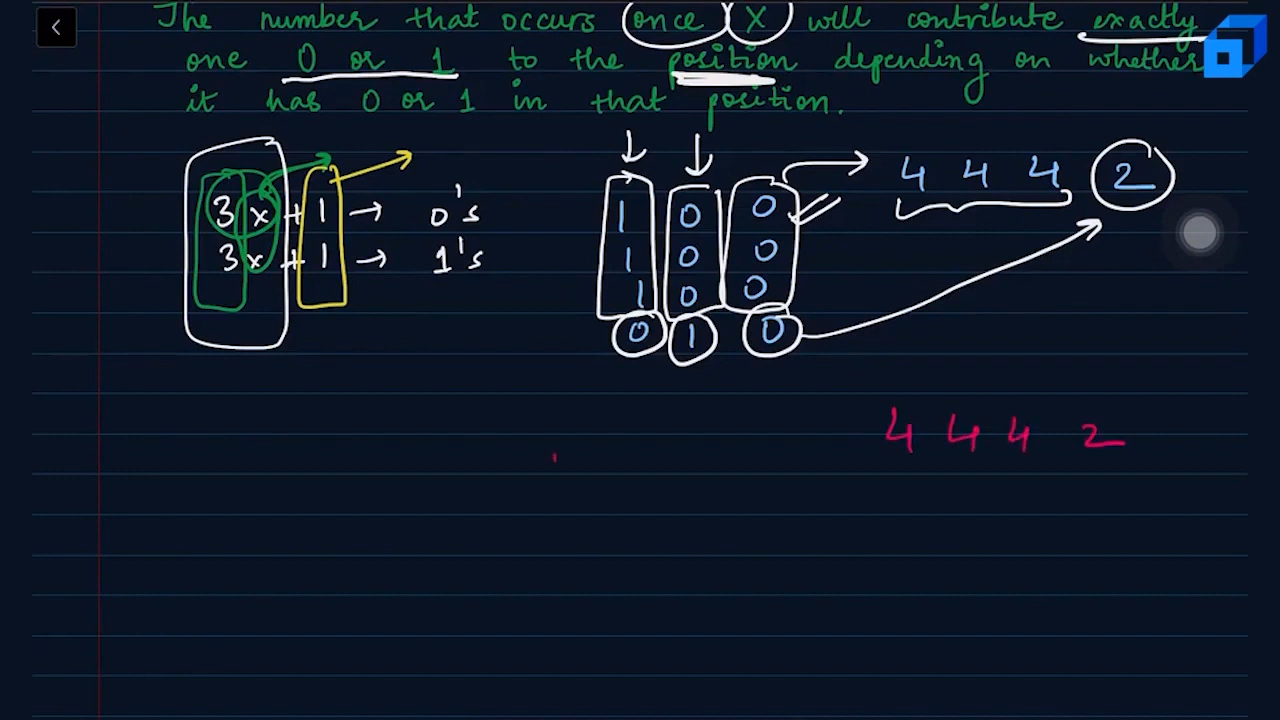 The number that occurs once X will contribute exactly
one 0 or 1 to the position depending on whether
it has 0 or 1 in that position.
3x + 1 → 0's
3x + 1 → 1's
1 0 0
1 0 0
1 0 0
0 1 0
4 4 4 2
4 4 4 2